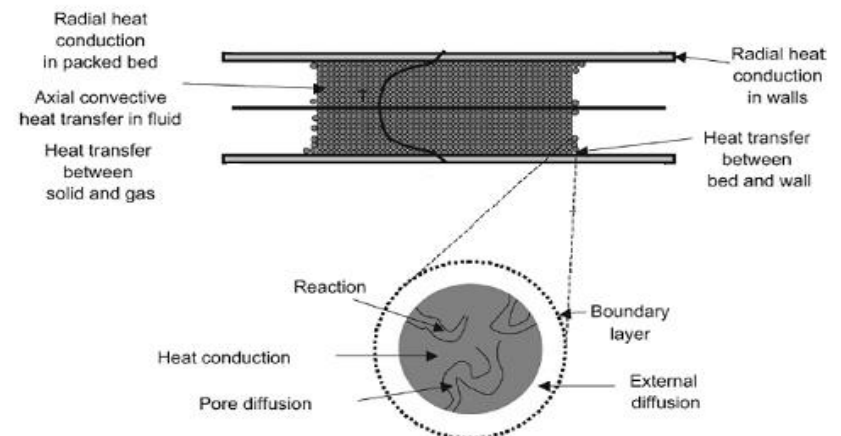 Radial heat
conduction
in packed bed
Axial convective
heat transfer in fluid
Heat transfer
between
solid and gas
T
Radial heat
conduction
in walls
Heat transfer
between
bed and wall
Reaction
Heat conduction
Pore diffusion
Boundary
layer
External
diffusion